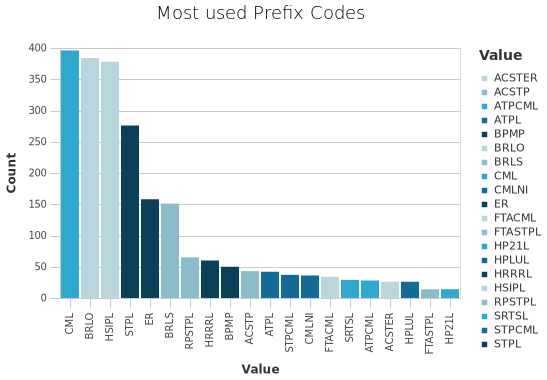 Most used Prefix Codes
Count
400
350
300
250
200
150
100
50
0
CML
BRLO
HSIPL
STPL
ER
BRLS
RPSTPL
HRRRL
BPMP
ACSTP
ATPL
STPCML
CMLNI
FTACML
SRTSL
ATPCML
ACSTER
HPLUL
FTASTPL
HP21L
Value
Value
ACSTER
ACSTP
ATPCML
ATPL
BPMP
BRLO
BRLS
CML
CMLNI
ER
FTACML
FTASTPL
HP21L
HPLUL
HRRRL
HSIPL
RPSTPL
SRTSL
STPCML
STPL